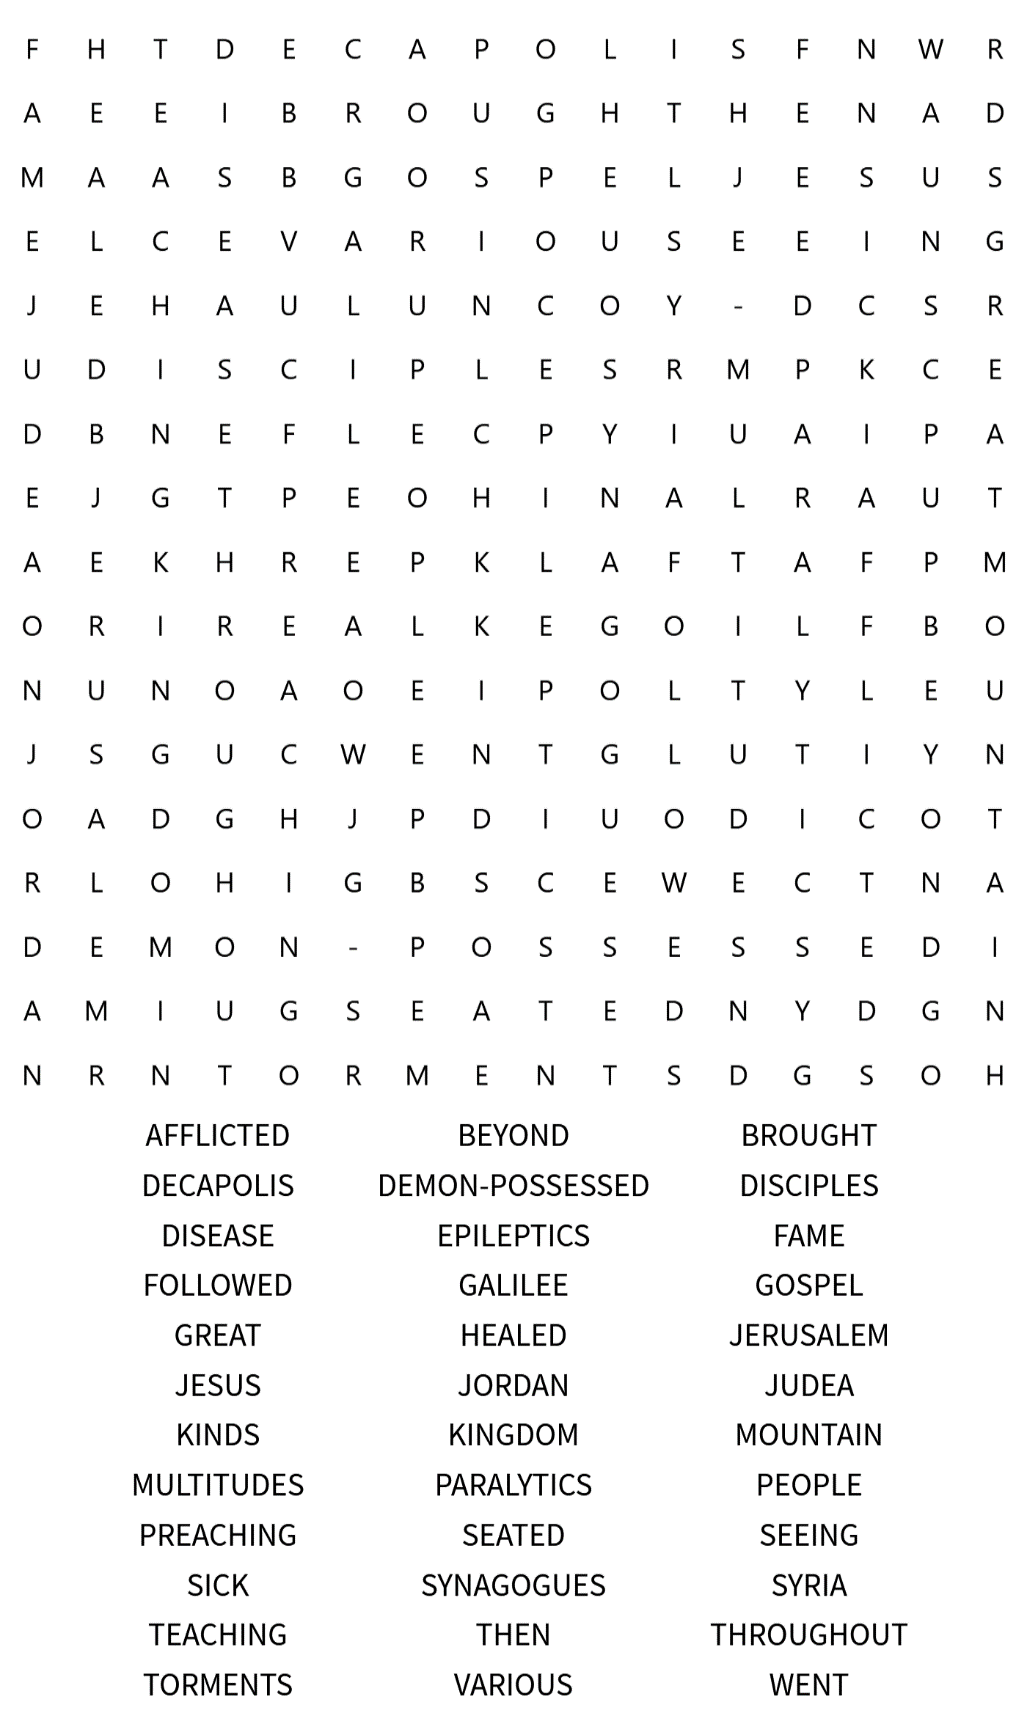 F H T D E C A P O L I S F N W R
A E E I B R O U G H T H E N A D
M A A S B G O S P E L J E S U S
E L C E V A R I O U S E E I N G
J E H A U L U N C O Y - D C S R
U D I S C I P L E S R M P K C E
D B N E F L E C P Y I U A I P A
E J G T P E O H I N A L R A U T
A E K H R E P K L A F T A F P M
O R I R E A L K E G O I L F B O
N U N O A O E I P O L T Y L E U
J S G U C W E N T G L U T I Y N
O A D G H J P D I U O D I C O T
R L O H I G B S C E W E C T N A
D E M O N - P O S S E S S E D I
A M I U G S E A T E D N Y D G N
N R N T O R M E N T S D G S O H
AFFLICTED BEYOND BROUGHT
DECAPOLIS DEMON-POSSESSED DISCIPLES
DISEASE EPILEPTICS FAME
FOLLOWED GALILEE GOSPEL
GREAT HEALED JERUSALEM
JESUS JORDAN JUDEA
KINDS KINGDOM MOUNTAIN
MULTITUDES PARALYTICS PEOPLE
PREACHING SEATED SEEING
SICK SYNAGOGUES SYRIA
TEACHING THEN THROUGHOUT
TORMENTS VARIOUS WENT